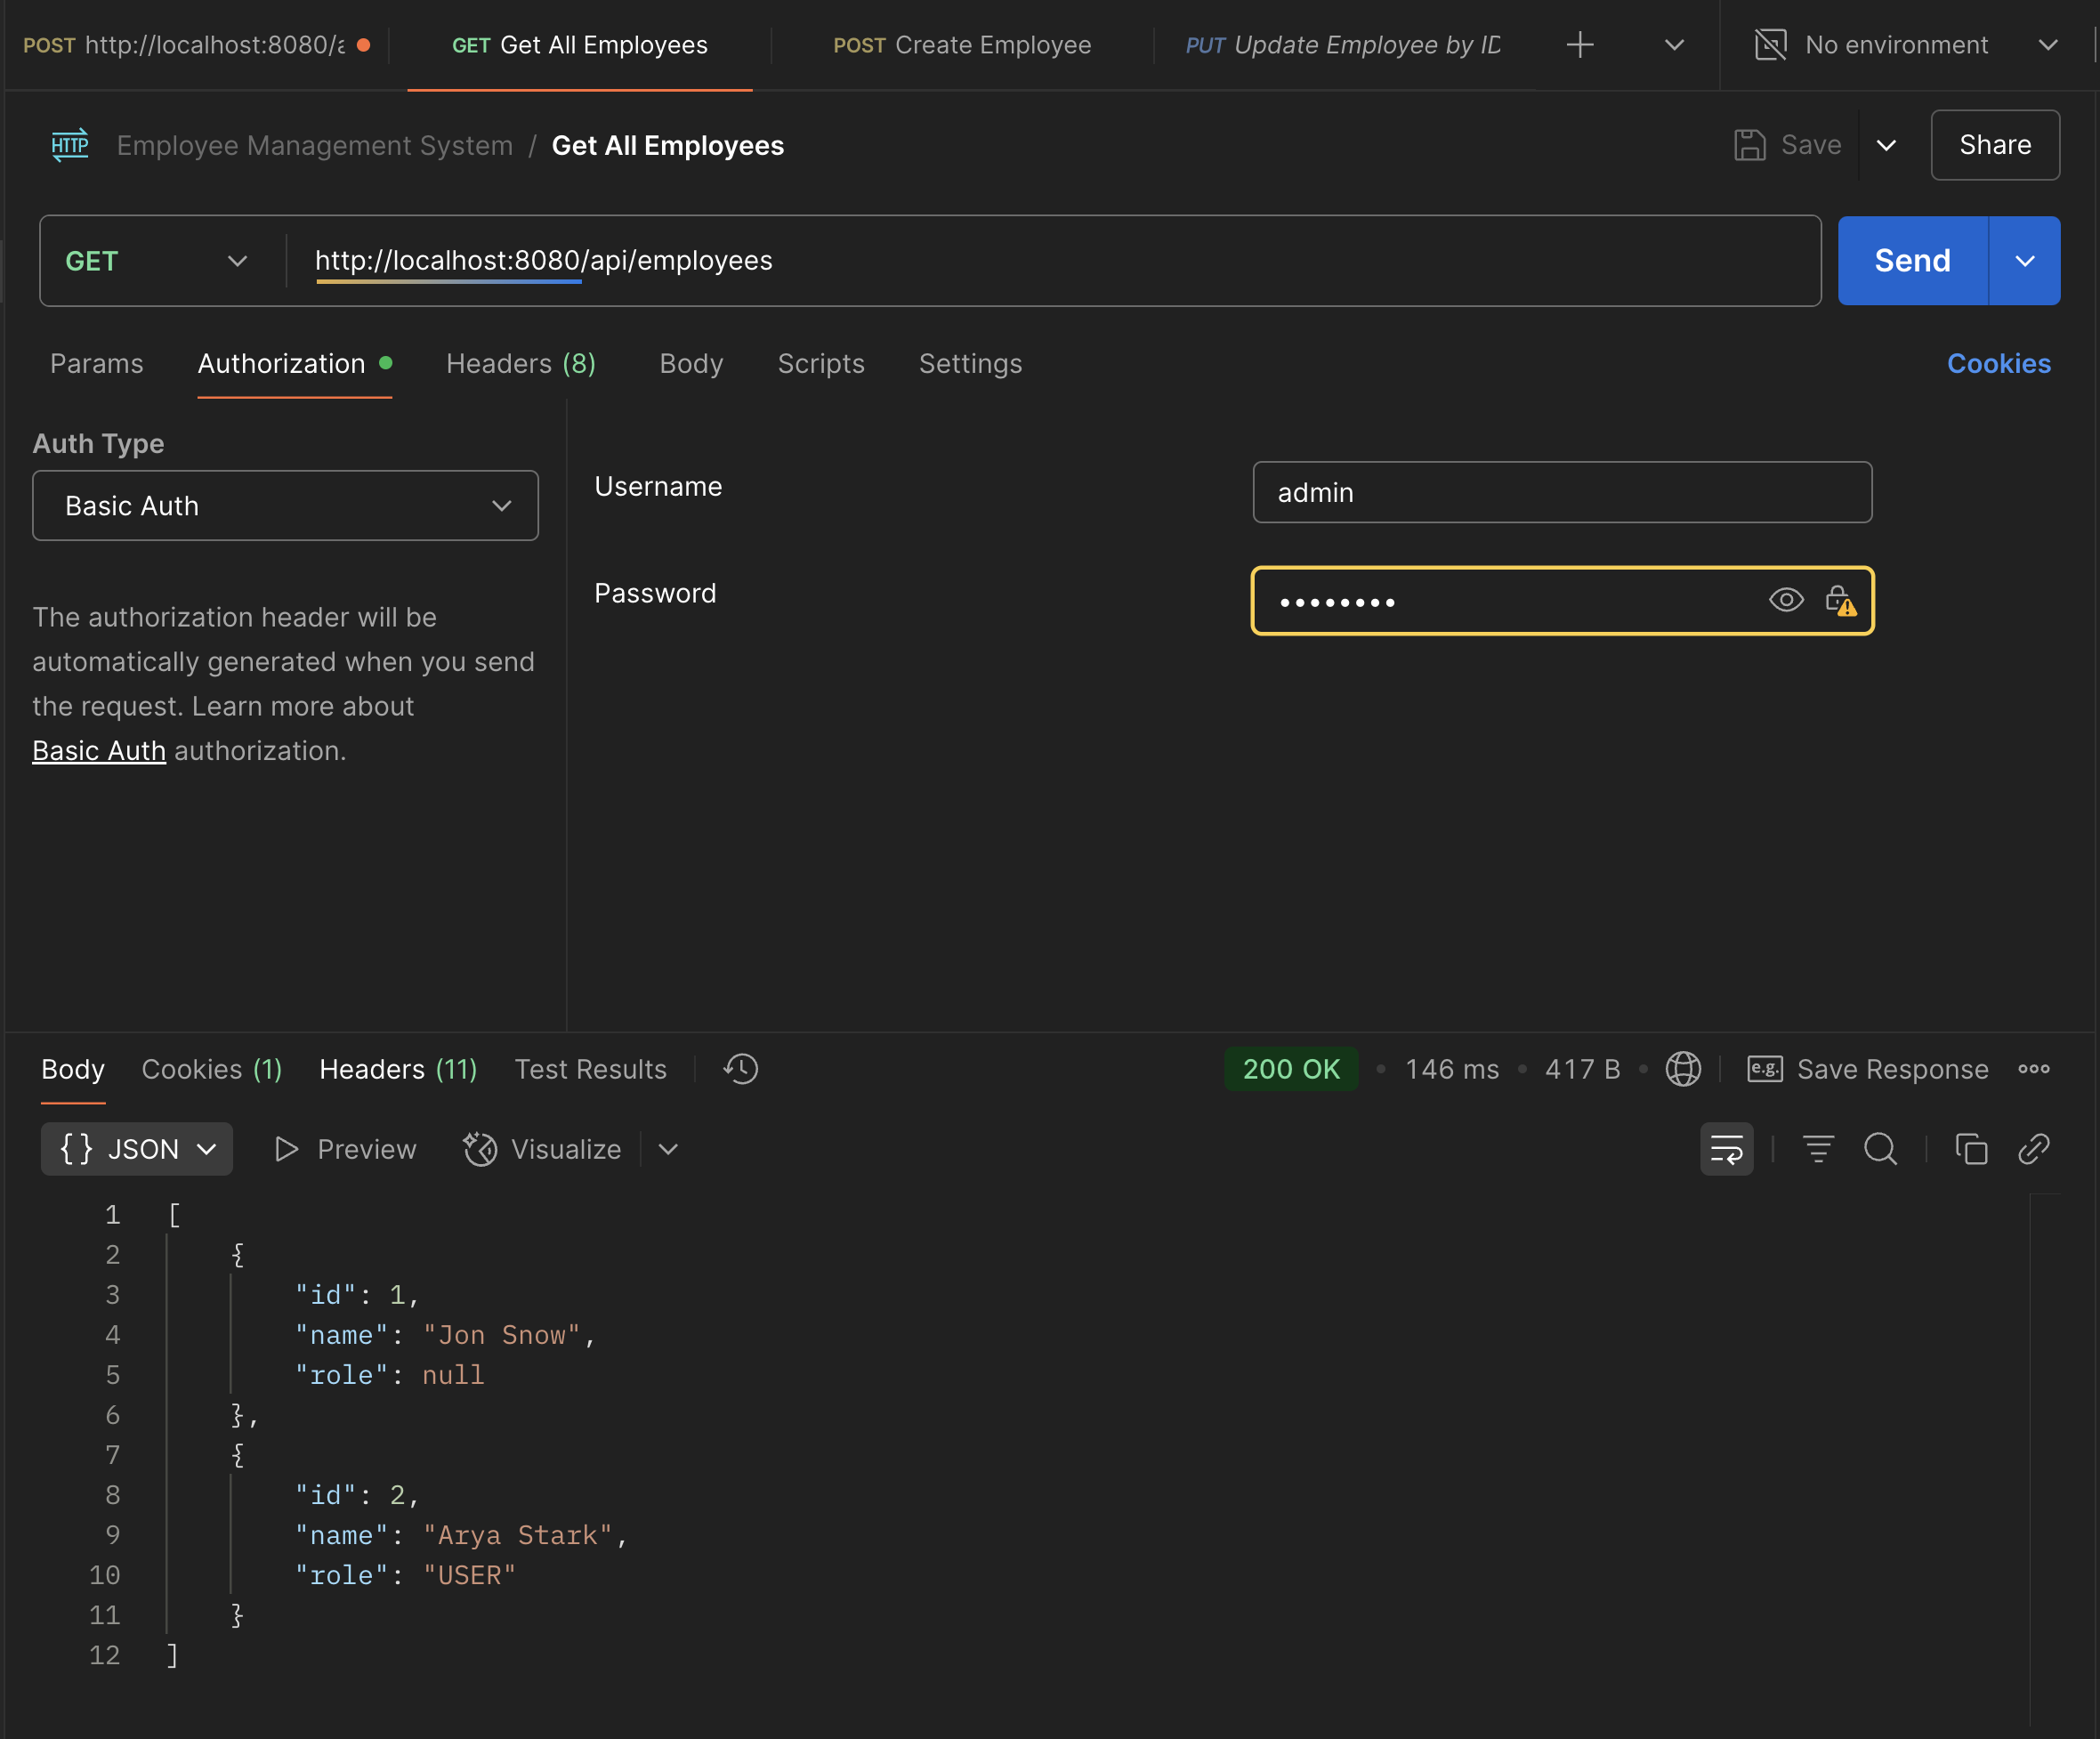 POST http://localhost:8080/a
GET Get All Employees
POST Create Employee
PUT Update Employee by ID
No environment
HTTP
Employee Management System / Get All Employees
Save
Share
GET
http://localhost:8080/api/employees
Send
Params
Authorization
Headers (8)
Body
Scripts
Settings
Cookies
Auth Type
Basic Auth
The authorization header will be
automatically generated when you send
the request. Learn more about
Basic Auth authorization.
Username
admin
Password
••••••••
Body
Cookies (1)
Headers (11)
Test Results
200 OK • 146 ms • 417 B •
e.g. Save Response
{} JSON
Preview
Visualize
1 [
2 {
3 "id": 1,
4 "name": "Jon Snow",
5 "role": null
6 },
7 {
8 "id": 2,
9 "name": "Arya Stark",
10 "role": "USER"
11 }
12 ]